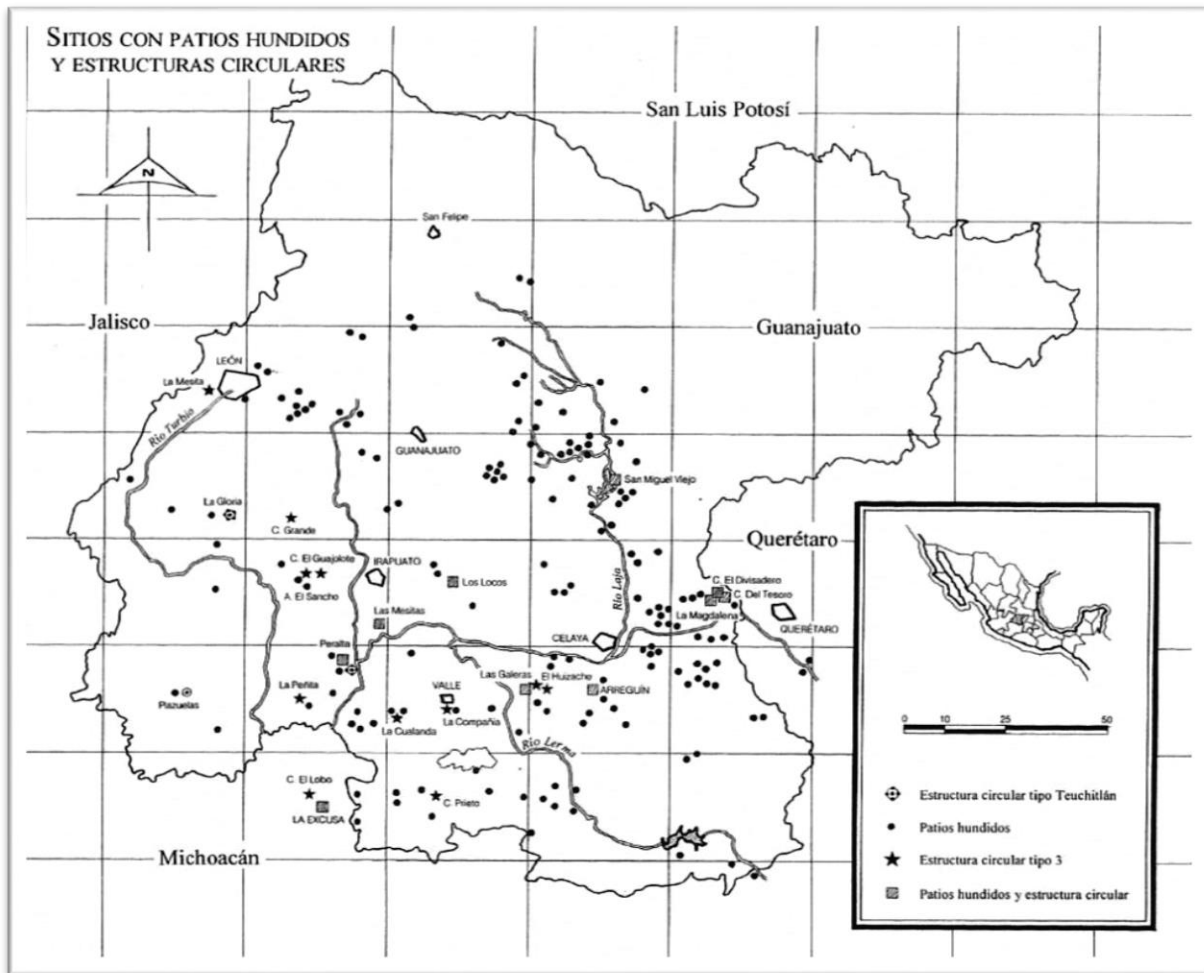 SITIOS CON PATIOS HUNDIDOS
Y ESTRUCTURAS CIRCULARES
San Luis Potosí
N
San Felipe
Jalisco
Guanajuato
LEÓN
La Mesita
Río Turbio
GUANAJUATO
San Miguel Viejo
La Gloria
C. Grande
Querétaro
C. El Guajolote
IRAPUATO
Los Locos
A. El Sancho
Río Laja
C. El Divisadero
C. Del Tesoro
La Magdalena
Las Mesitas
CELAYA
QUERÉTARO
Peralta
Las Galeras
El Huizache
La Peñita
VALLE
ARREGUÍN
Plazuelas
La Compañía
La Cualanda
Río Lerma
C. El Lobo
C. Prieto
LA EXCUSA
Michoacán
0 10 25 50
Estructura circular tipo Teuchitlán
Patios hundidos
Estructura circular tipo 3
Patios hundidos y estructura circular